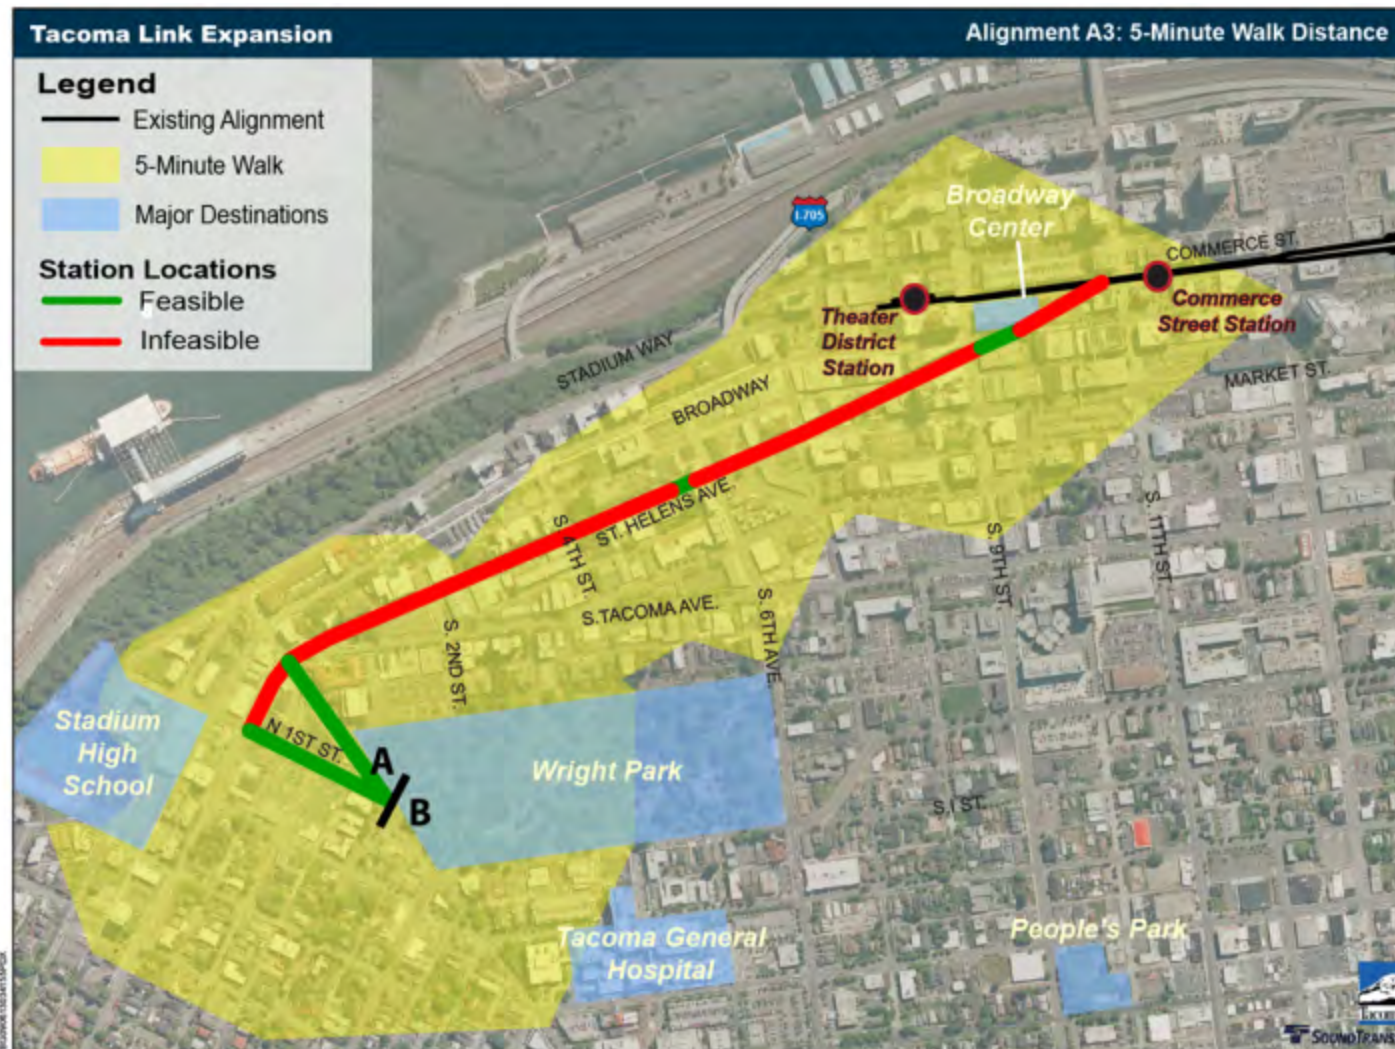 Tacoma Link Expansion
Alignment A3: 5-Minute Walk Distance
Legend
Existing Alignment
5-Minute Walk
Major Destinations
Station Locations
Feasible
Infeasible
I-705
Broadway
Center
COMMERCE ST.
Theater
District
Station
Commerce
Street Station
STADIUM WAY
MARKET ST.
BROADWAY
ST. HELENS AVE.
S. 4TH ST.
S. 9TH ST.
S. 11TH ST.
S. TACOMA AVE.
S. 6TH AVE.
S. 2ND ST.
Stadium
High
School
N 1ST ST.
A
B
Wright Park
S. I ST.
Tacoma General
Hospital
People's Park